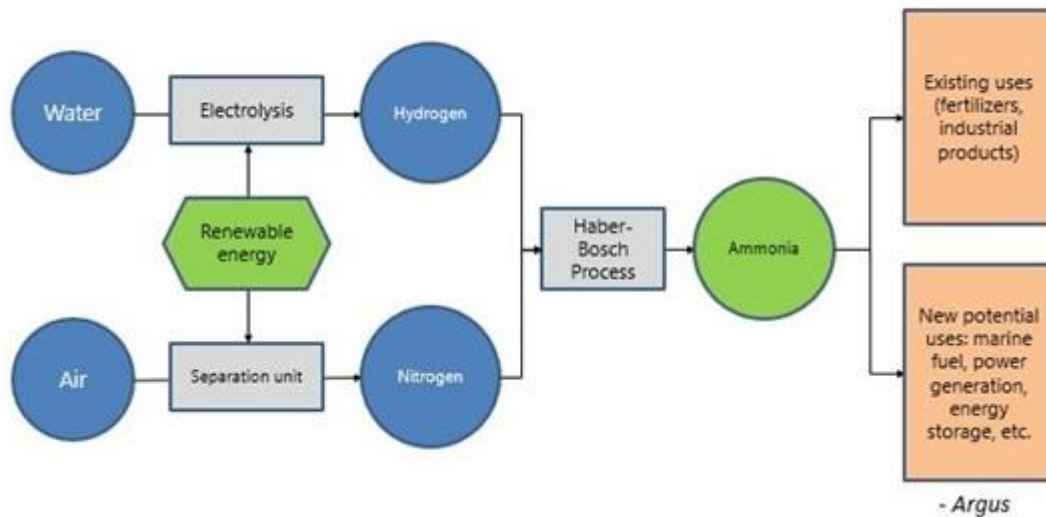 Water
Electrolysis
Hydrogen
Existing uses
(fertilizers,
industrial
products)
Renewable
energy
Haber-
Bosch
Process
Ammonia
Air
Separation unit
Nitrogen
New potential
uses: marine
fuel, power
generation,
energy
storage, etc.
- Argus